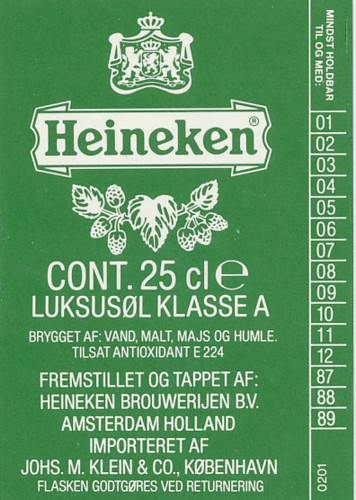 Heineken®
CONT. 25 cl ℮
LUKSUSØL KLASSE A
BRYGGET AF: VAND, MALT, MAJS OG HUMLE.
TILSAT ANTIOXIDANT E 224
FREMSTILLET OG TAPPET AF:
HEINEKEN BROUWERIJEN B.V.
AMSTERDAM HOLLAND
IMPORTERET AF
JOHS. M. KLEIN & CO., KØBENHAVN
FLASKEN GODTGØRES VED RETURNERING
MINDST HOLDBAR
TIL OG MED:
01
02
03
04
05
06
07
08
09
10
11
12
87
88
89
0201